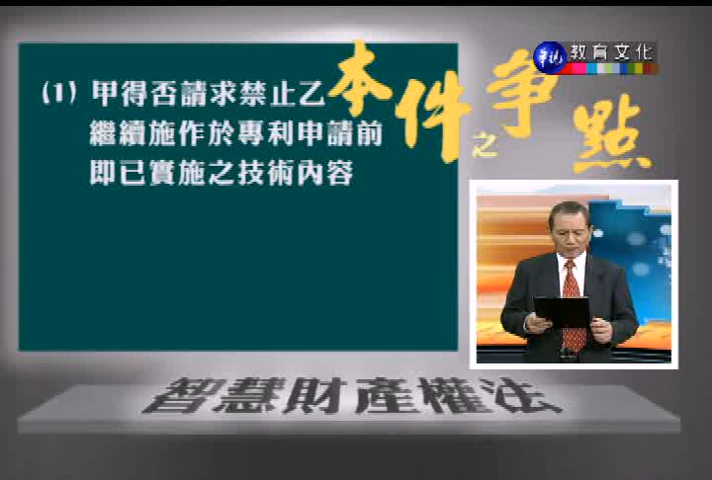 本件之爭點
華視 教育文化
(1) 甲得否請求禁止乙
繼續施作於專利申請前
即已實施之技術內容
智慧財產權法